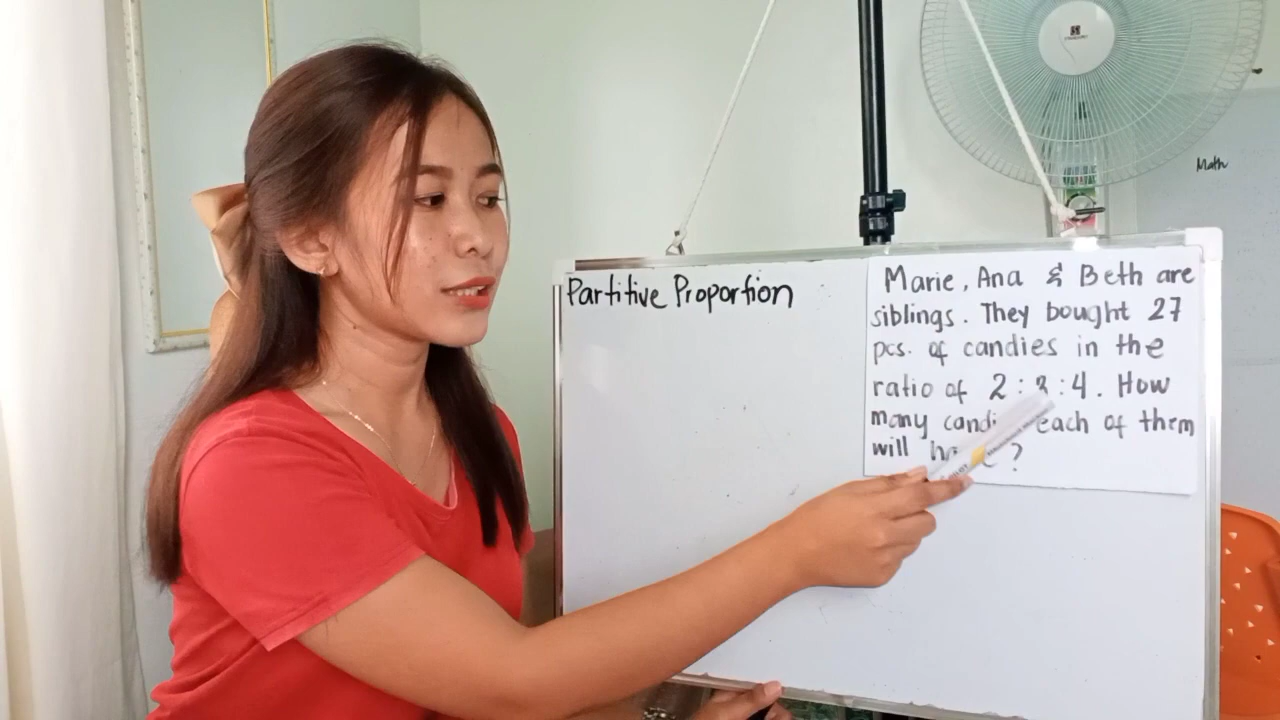 Math
Partitive Proportion
Marie, Ana & Beth are
siblings. They bought 27
pcs. of candies in the
ratio of 2 : 3 : 4. How
many each of them
will ?
PILOT